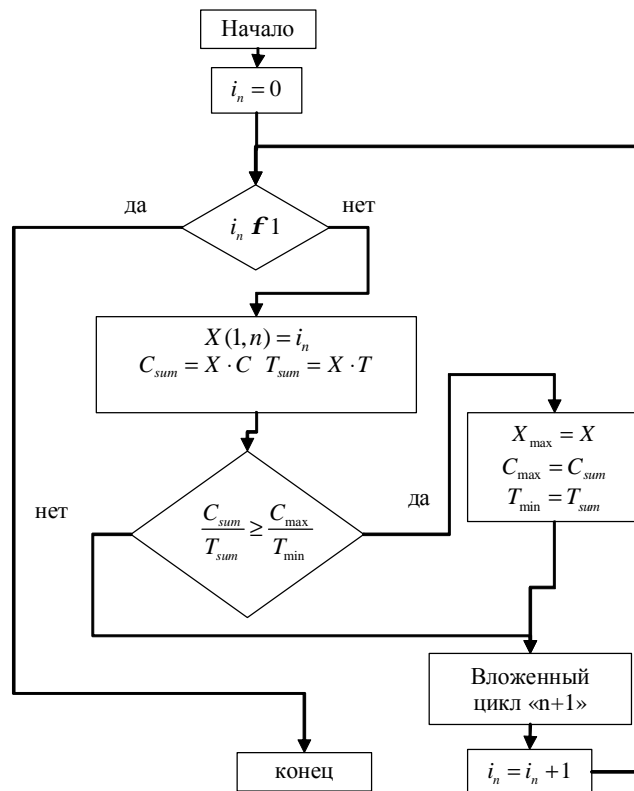 Начало
i_n = 0
да
нет
i_n f 1
X(1,n) = i_n
C_sum = X · C T_sum = X · T
X_max = X
C_max = C_sum
T_min = T_sum
нет
да
C_sum / T_sum ≥ C_max / T_min
Вложенный
цикл «n+1»
конец
i_n = i_n + 1